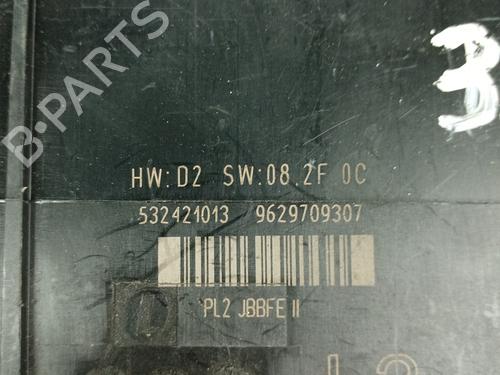 B-PARTS
3
HW:D2 SW:08.2F 0C
532421013 9629709307
PL2 JBBFE II